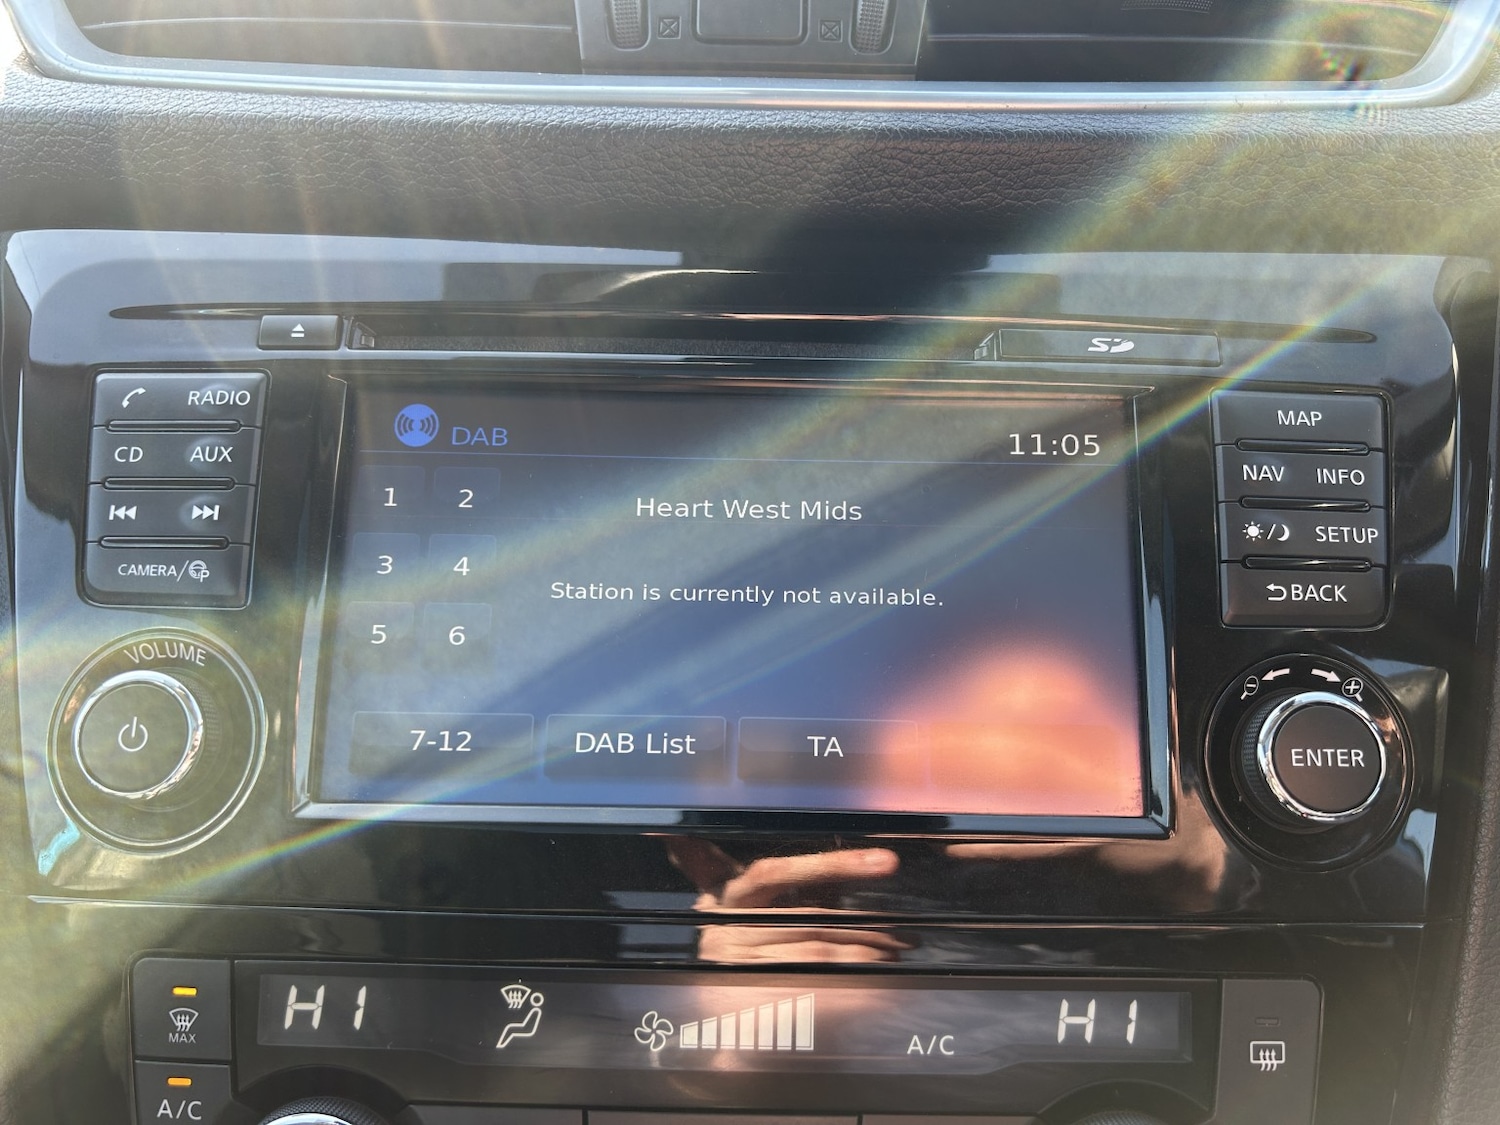 SD
RADIO
CD AUX
CAMERA/P
VOLUME
DAB
11:05
1 2
3 4
5 6
Heart West Mids
Station is currently not available.
7-12
DAB List
TA
MAP
NAV INFO
SETUP
BACK
ENTER
MAX
A/C
HI
A/C
HI